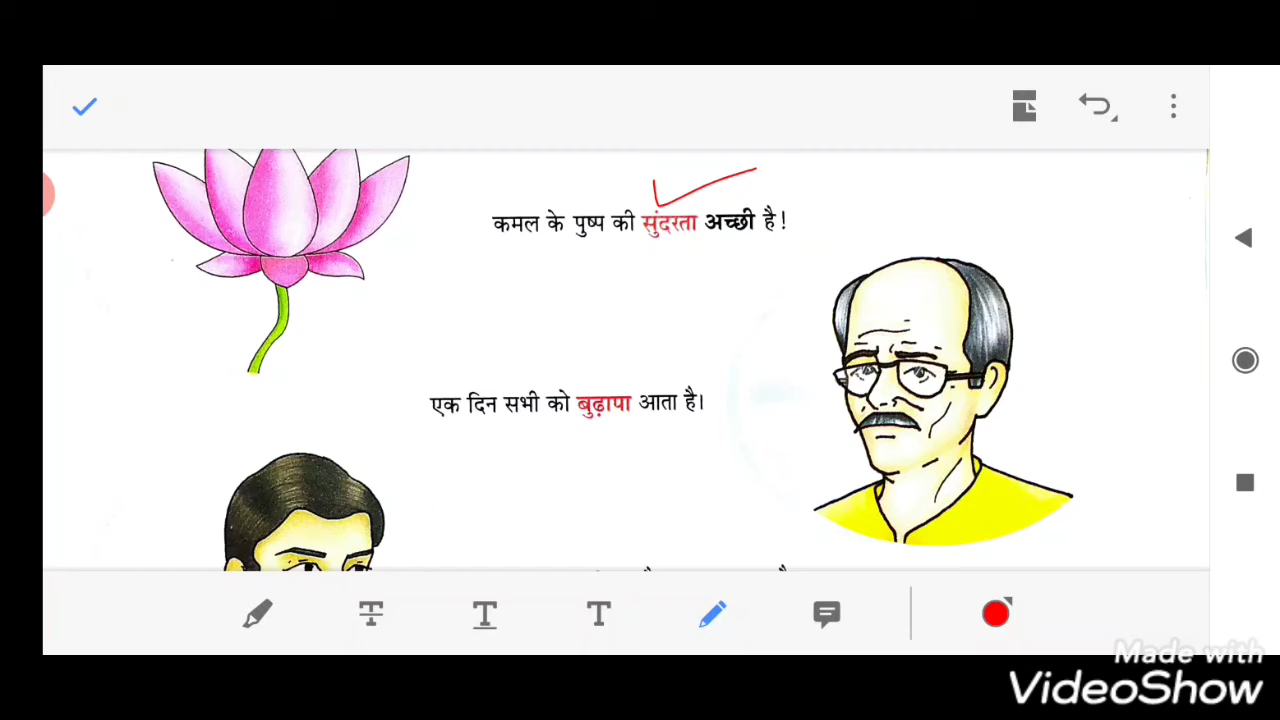 कमल के पुष्प की सुंदरता अच्छी है!
एक दिन सभी को बुढ़ापा आता है।
Made with
VideoShow